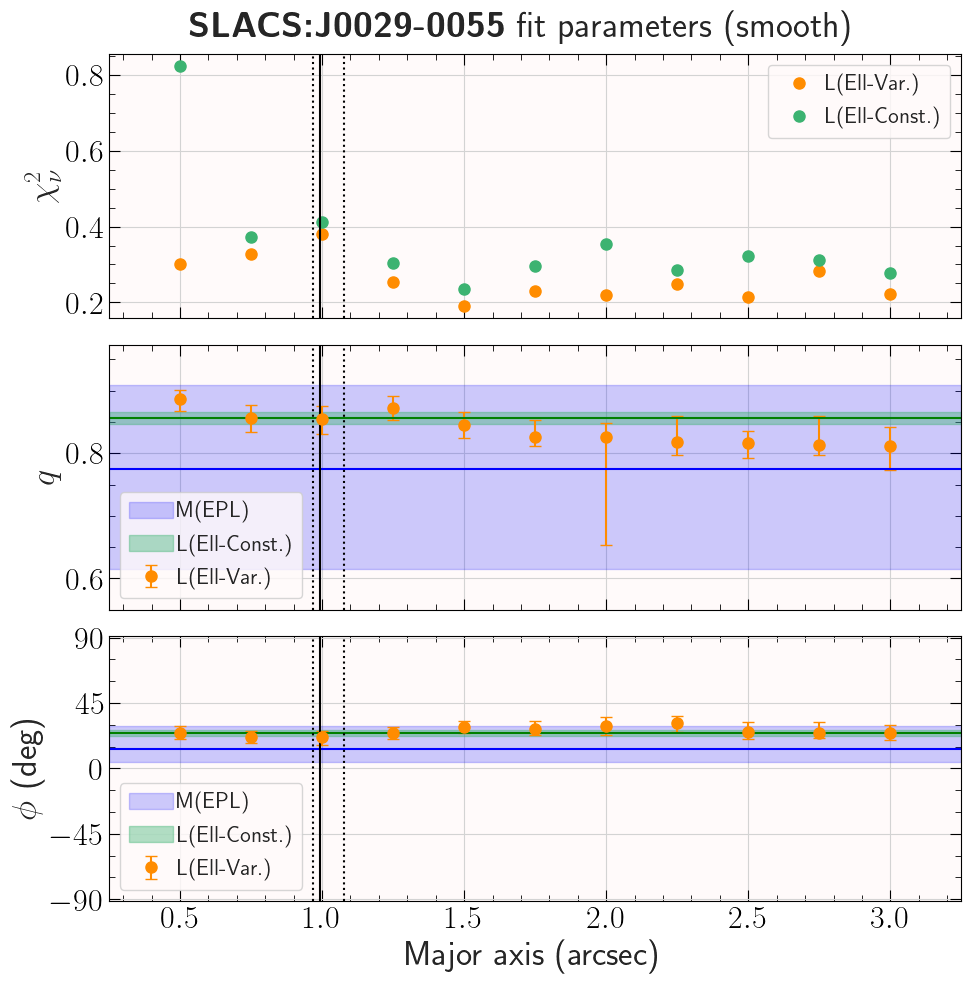 SLACS:J0029-0055 fit parameters (smooth)
0.8
0.6
0.4
0.2
χ²ᵥ
L(Ell-Var.)
L(Ell-Const.)
0.8
0.6
q
M(EPL)
L(Ell-Const.)
L(Ell-Var.)
90
45
0
−45
−90
ϕ (deg)
M(EPL)
L(Ell-Const.)
L(Ell-Var.)
0.5 1.0 1.5 2.0 2.5 3.0
Major axis (arcsec)